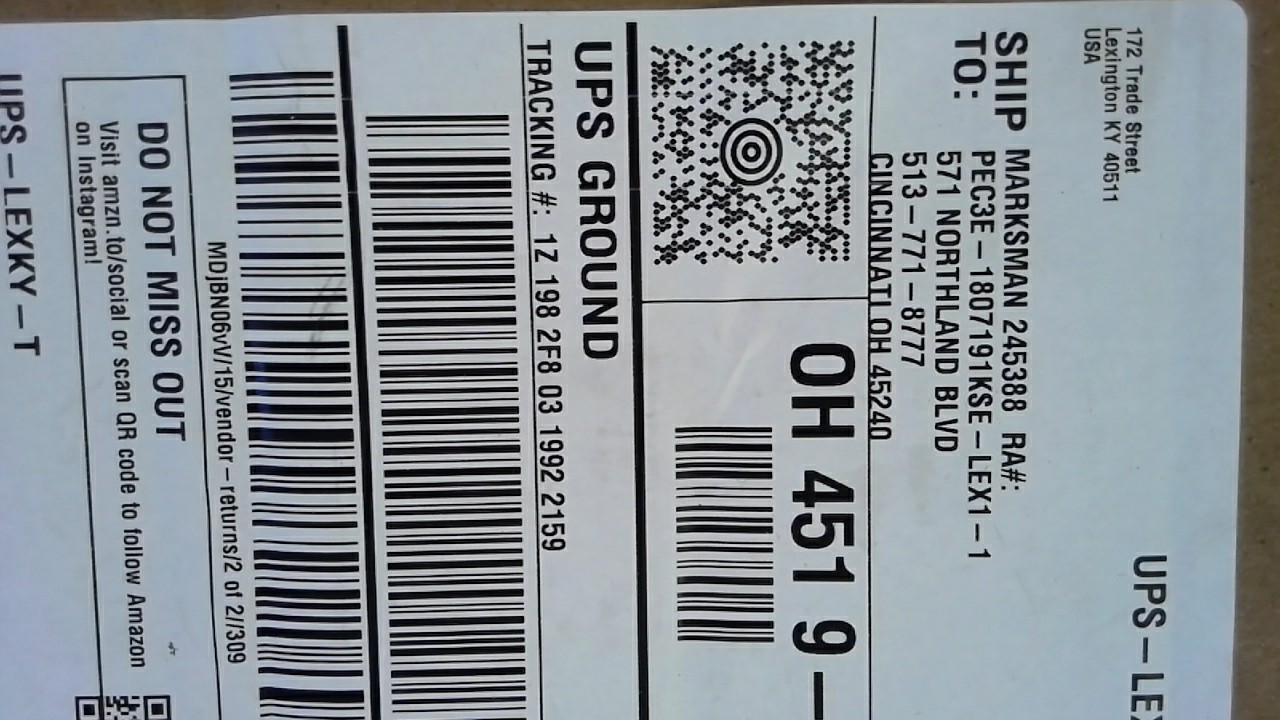 172 Trade Street
Lexington KY 40511
USA
SHIP TO:
MARKSMAN 245388 RA#:
PEC3E-1807191KSE-LEX1-1
571 NORTHLAND BLVD
513-771-8777
CINCINNATI OH 45240
OH 451 9-
UPS GROUND
TRACKING #: 1Z 198 2F8 03 1992 2159
MDjBN06vV/15/vendor-returns/2 of 2//309
DO NOT MISS OUT
Visit amzn.to/social or scan QR code to follow Amazon
on Instagram!
UPS-LEXKY-T
UPS-LE